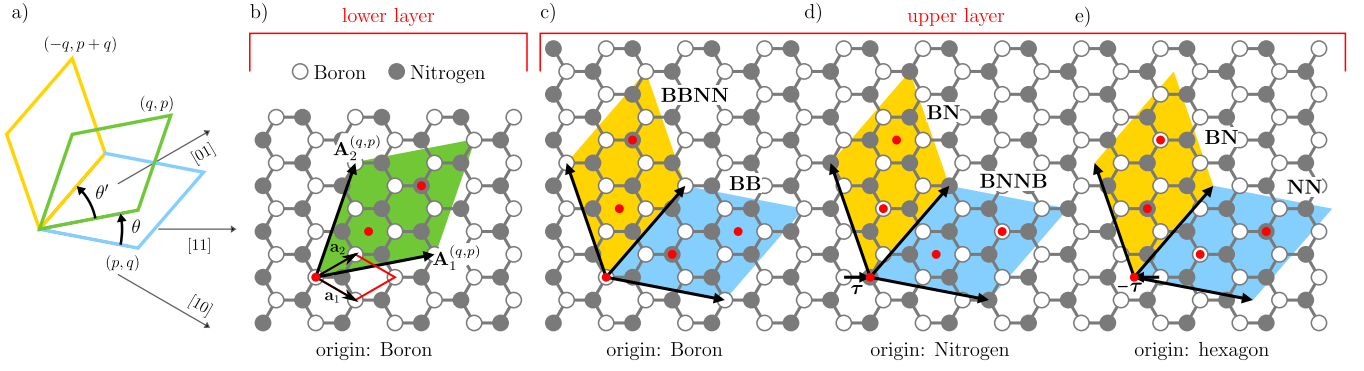 a)
(−q, p + q)
(q, p)
[01]
θ′
θ
[11]
(p, q)
[10]
b)
lower layer
Boron
Nitrogen
A₂^(q,p)
a₂
A₁^(q,p)
a₁
origin: Boron
c)
upper layer
BBNN
BB
origin: Boron
d)
BN
BNNB
τ
origin: Nitrogen
e)
BN
NN
−τ
origin: hexagon